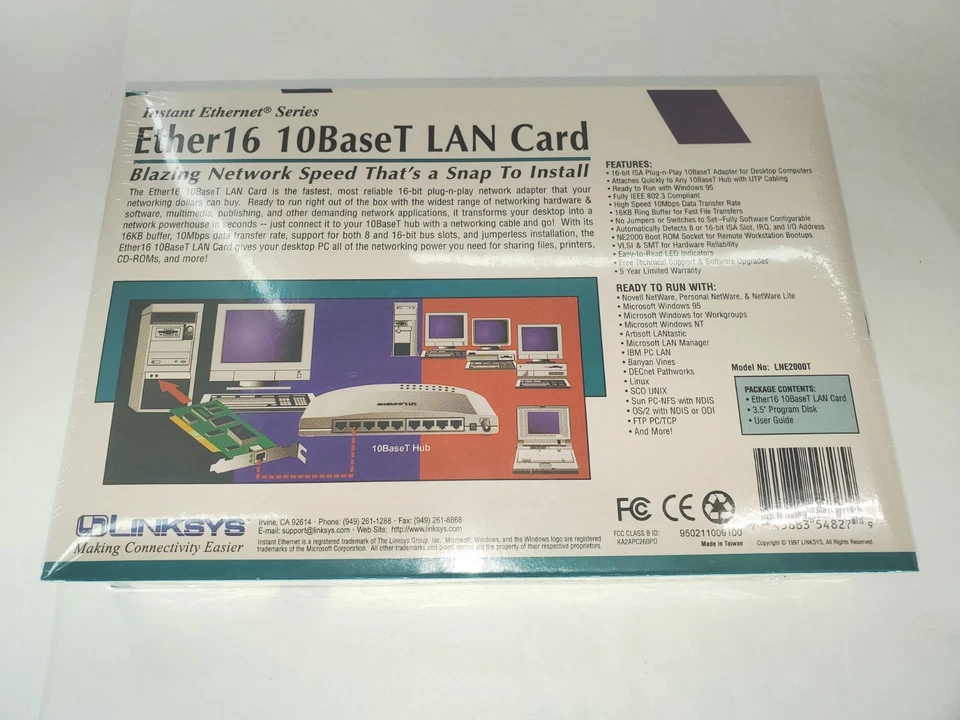 Instant Ethernet® Series
Ether16 10BaseT LAN Card
Blazing Network Speed That's a Snap To Install
The Ether16 10BaseT LAN Card is the fastest, most reliable 16-bit plug-n-play network adapter that your
networking dollars can buy. Ready to run right out of the box with the widest range of networking hardware &
software, multimedia, publishing, and other demanding network applications, it transforms your desktop into a
network powerhouse in seconds -- just connect it to your 10BaseT hub with a networking cable and go! With its
16KB buffer, 10Mbps data transfer rate, support for both 8 and 16-bit bus slots, and jumperless installation, the
Ether16 10BaseT LAN Card gives your desktop PC all of the networking power you need for sharing files, printers,
CD-ROMs, and more!
FEATURES:
• 16-bit ISA Plug-n-Play 10BaseT Adapter for Desktop Computers
• Attaches Quickly to Any 10BaseT Hub with UTP Cabling
• Ready to Run with Windows 95
• Fully IEEE 802.3 Compliant
• High Speed 10Mbps Data Transfer Rate
• 16KB Ring Buffer for Fast File Transfers
• No Jumpers or Switches to Set--Fully Software Configurable
• Automatically Detects 8 or 16-bit ISA Slot, IRQ, and I/O Address
• NE2000 Boot ROM Socket for Remote Workstation Bootups
• VLSI & SMT for Hardware Reliability
• Easy-to-Read LED Indicators
• Free Technical Support & Software Upgrades
• 5 Year Limited Warranty
READY TO RUN WITH:
• Novell NetWare, Personal NetWare, & NetWare Lite
• Microsoft Windows 95
• Microsoft Windows for Workgroups
• Microsoft Windows NT
• Artisoft LANtastic
• Microsoft LAN Manager
• IBM PC LAN
• Banyan Vines
• DECnet Pathworks
• Linux
• SCO UNIX
• Sun PC-NFS with NDIS
• OS/2 with NDIS or ODI
• FTP PC/TCP
• And More!
Model No: LNE2000T
PACKAGE CONTENTS:
• Ether16 10BaseT LAN Card
• 3.5" Program Disk
• User Guide
10BaseT Hub
LINKSYS
Making Connectivity Easier
Irvine, CA 92614 · Phone: (949) 261-1288 · Fax: (949) 261-8868
E-mail: support@linksys.com · Web Site: http://www.linksys.com
Instant Ethernet is a registered trademark of The Linksys Group, Inc. Microsoft, Windows, and the Windows logo are registered
trademarks of the Microsoft Corporation. All other trademarks and brand names are the property of their respective proprietors.
FC CE
FCC CLASS B ID:
KA2APC260P0
950211009100
Made in Taiwan
54827 9
Copyright © 1997 LINKSYS, All Rights Reserved.